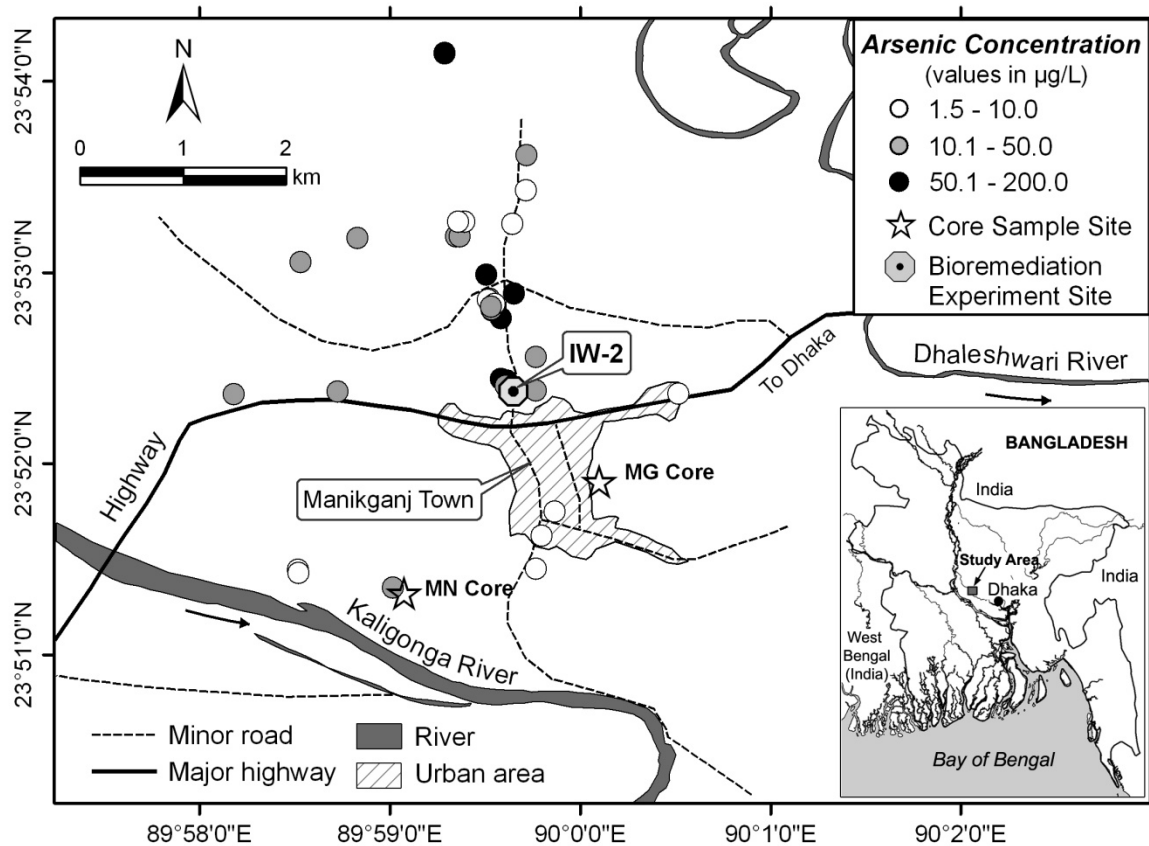 N
0 1 2
km
Arsenic Concentration
(values in µg/L)
1.5 - 10.0
10.1 - 50.0
50.1 - 200.0
Core Sample Site
Bioremediation
Experiment Site
IW-2
To Dhaka
Dhaleshwari River
Highway
Manikganj Town
MG Core
MN Core
Kaligonga River
Minor road
Major highway
River
Urban area
BANGLADESH
India
Study Area
Dhaka
India
West
Bengal
(India)
Bay of Bengal
23°54'0"N
23°53'0"N
23°52'0"N
23°51'0"N
89°58'0"E
89°59'0"E
90°0'0"E
90°1'0"E
90°2'0"E